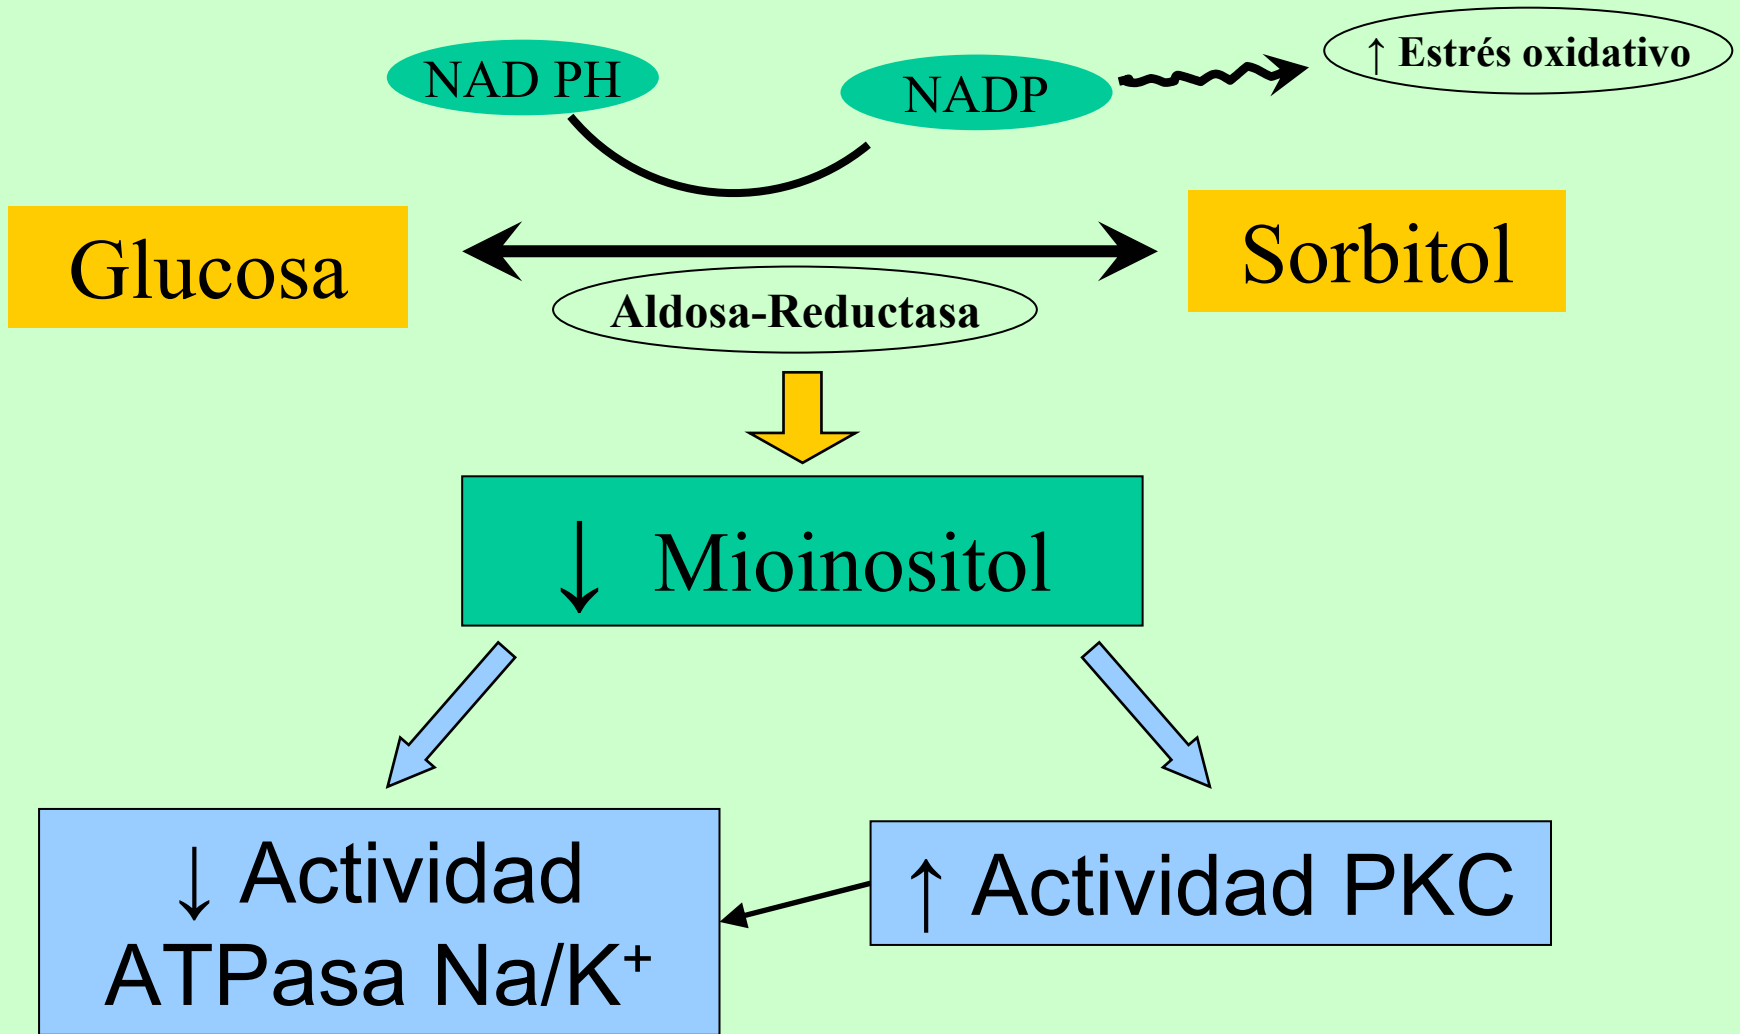 NAD PH
NADP
↑ Estrés oxidativo
Glucosa
Sorbitol
Aldosa-Reductasa
↓ Mioinositol
↓ Actividad
ATPasa Na/K⁺
↑ Actividad PKC